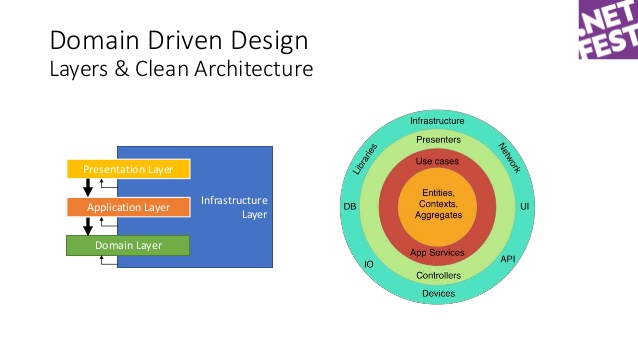 Domain Driven Design
Layers & Clean Architecture
.NET
FEST
Presentation Layer
Application Layer
Domain Layer
Infrastructure
Layer
Infrastructure
Libraries
Network
Presenters
Use cases
Entities,
Contexts,
Aggregates
DB
UI
App Services
IO
API
Controllers
Devices